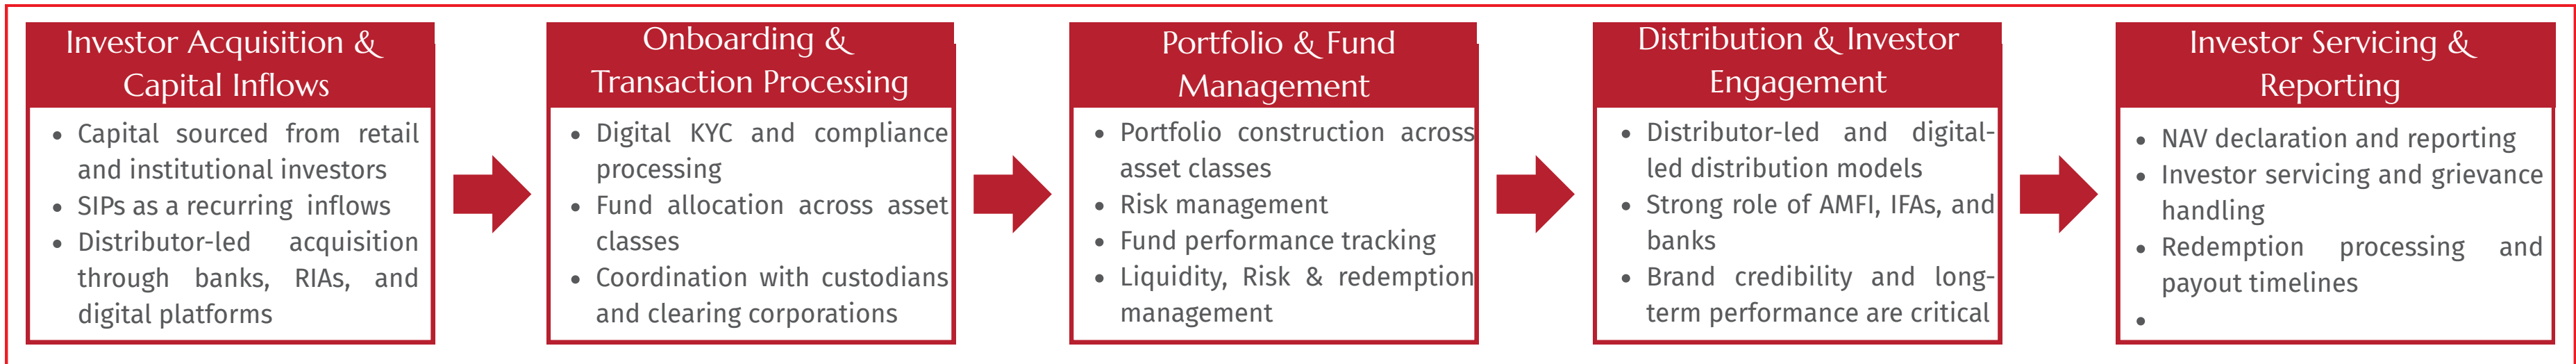 Investor Acquisition &
Capital Inflows
• Capital sourced from retail
and institutional investors
• SIPs as a recurring inflows
• Distributor-led acquisition
through banks, RIAs, and
digital platforms
Onboarding &
Transaction Processing
• Digital KYC and compliance
processing
• Fund allocation across asset
classes
• Coordination with custodians
and clearing corporations
Portfolio & Fund
Management
• Portfolio construction across
asset classes
• Risk management
• Fund performance tracking
• Liquidity, Risk & redemption
management
Distribution & Investor
Engagement
• Distributor-led and digital-
led distribution models
• Strong role of AMFI, IFAs, and
banks
• Brand credibility and long-
term performance are critical
Investor Servicing &
Reporting
• NAV declaration and reporting
• Investor servicing and grievance
handling
• Redemption processing and
payout timelines
•